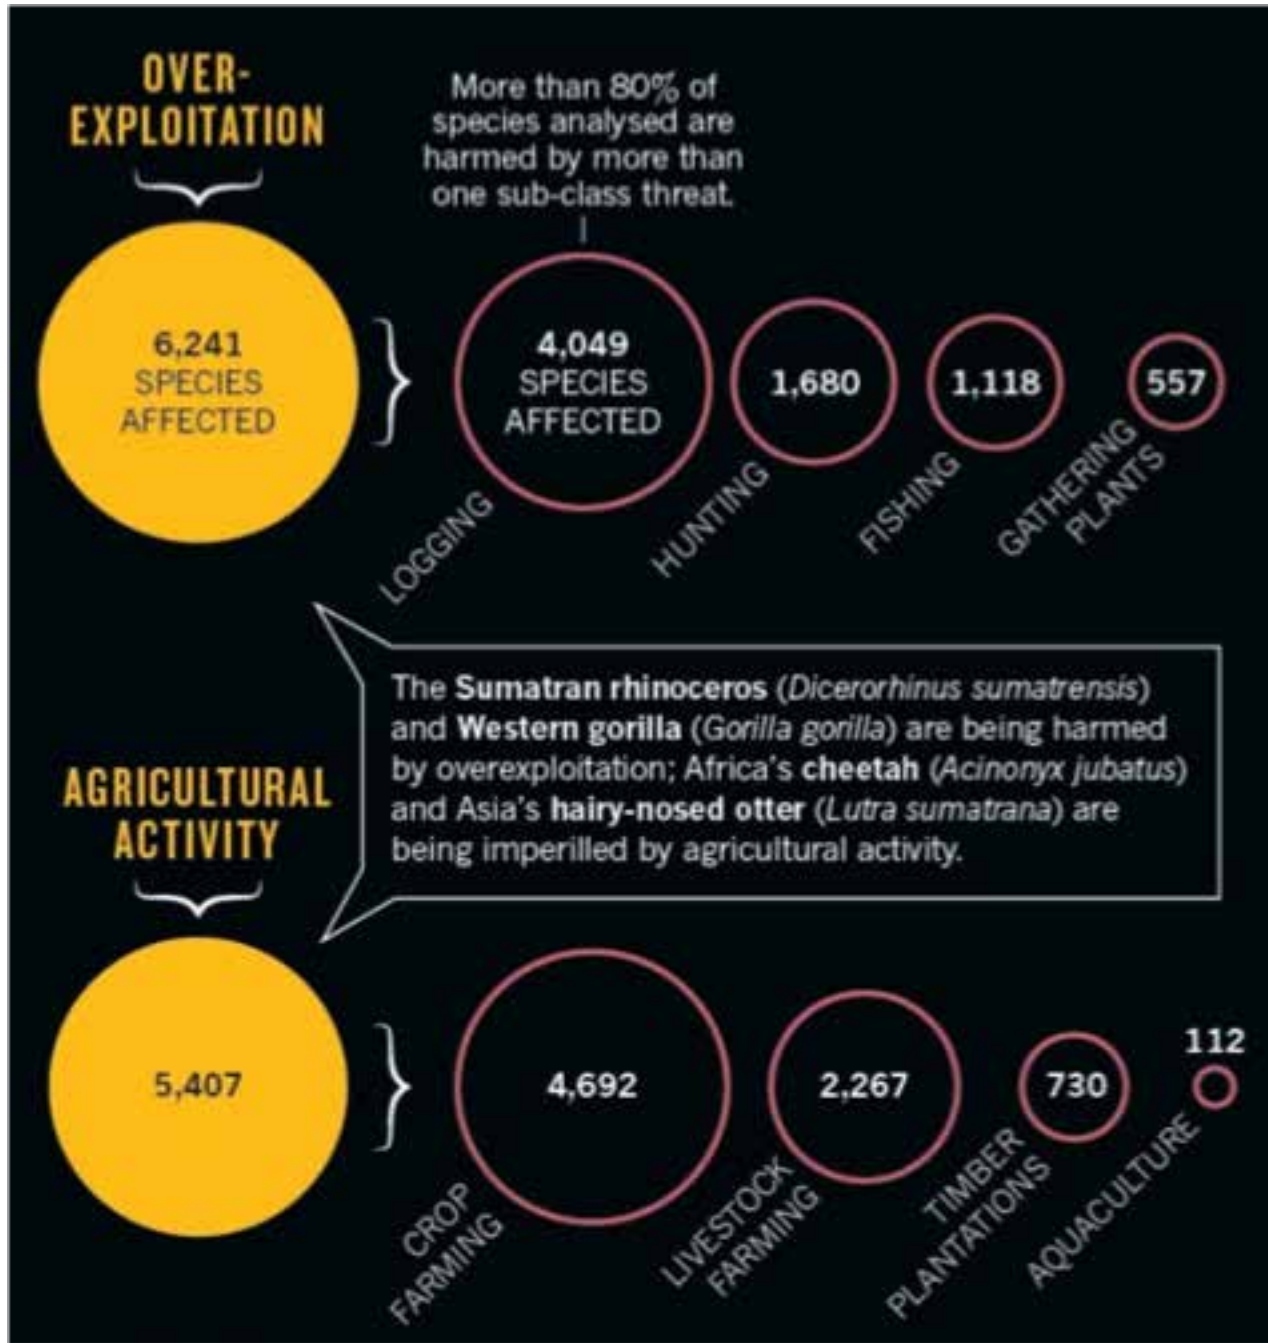 OVER-
EXPLOITATION
More than 80% of
species analysed are
harmed by more than
one sub-class threat.
6,241
SPECIES
AFFECTED
4,049
SPECIES
AFFECTED
1,680
1,118
557
LOGGING
HUNTING
FISHING
GATHERING
PLANTS
The Sumatran rhinoceros (Dicerorhinus sumatrensis)
and Western gorilla (Gorilla gorilla) are being harmed
by overexploitation; Africa's cheetah (Acinonyx jubatus)
and Asia's hairy-nosed otter (Lutra sumatrana) are
being imperilled by agricultural activity.
AGRICULTURAL
ACTIVITY
5,407
4,692
2,267
730
112
CROP
FARMING
LIVESTOCK
FARMING
TIMBER
PLANTATIONS
AQUACULTURE